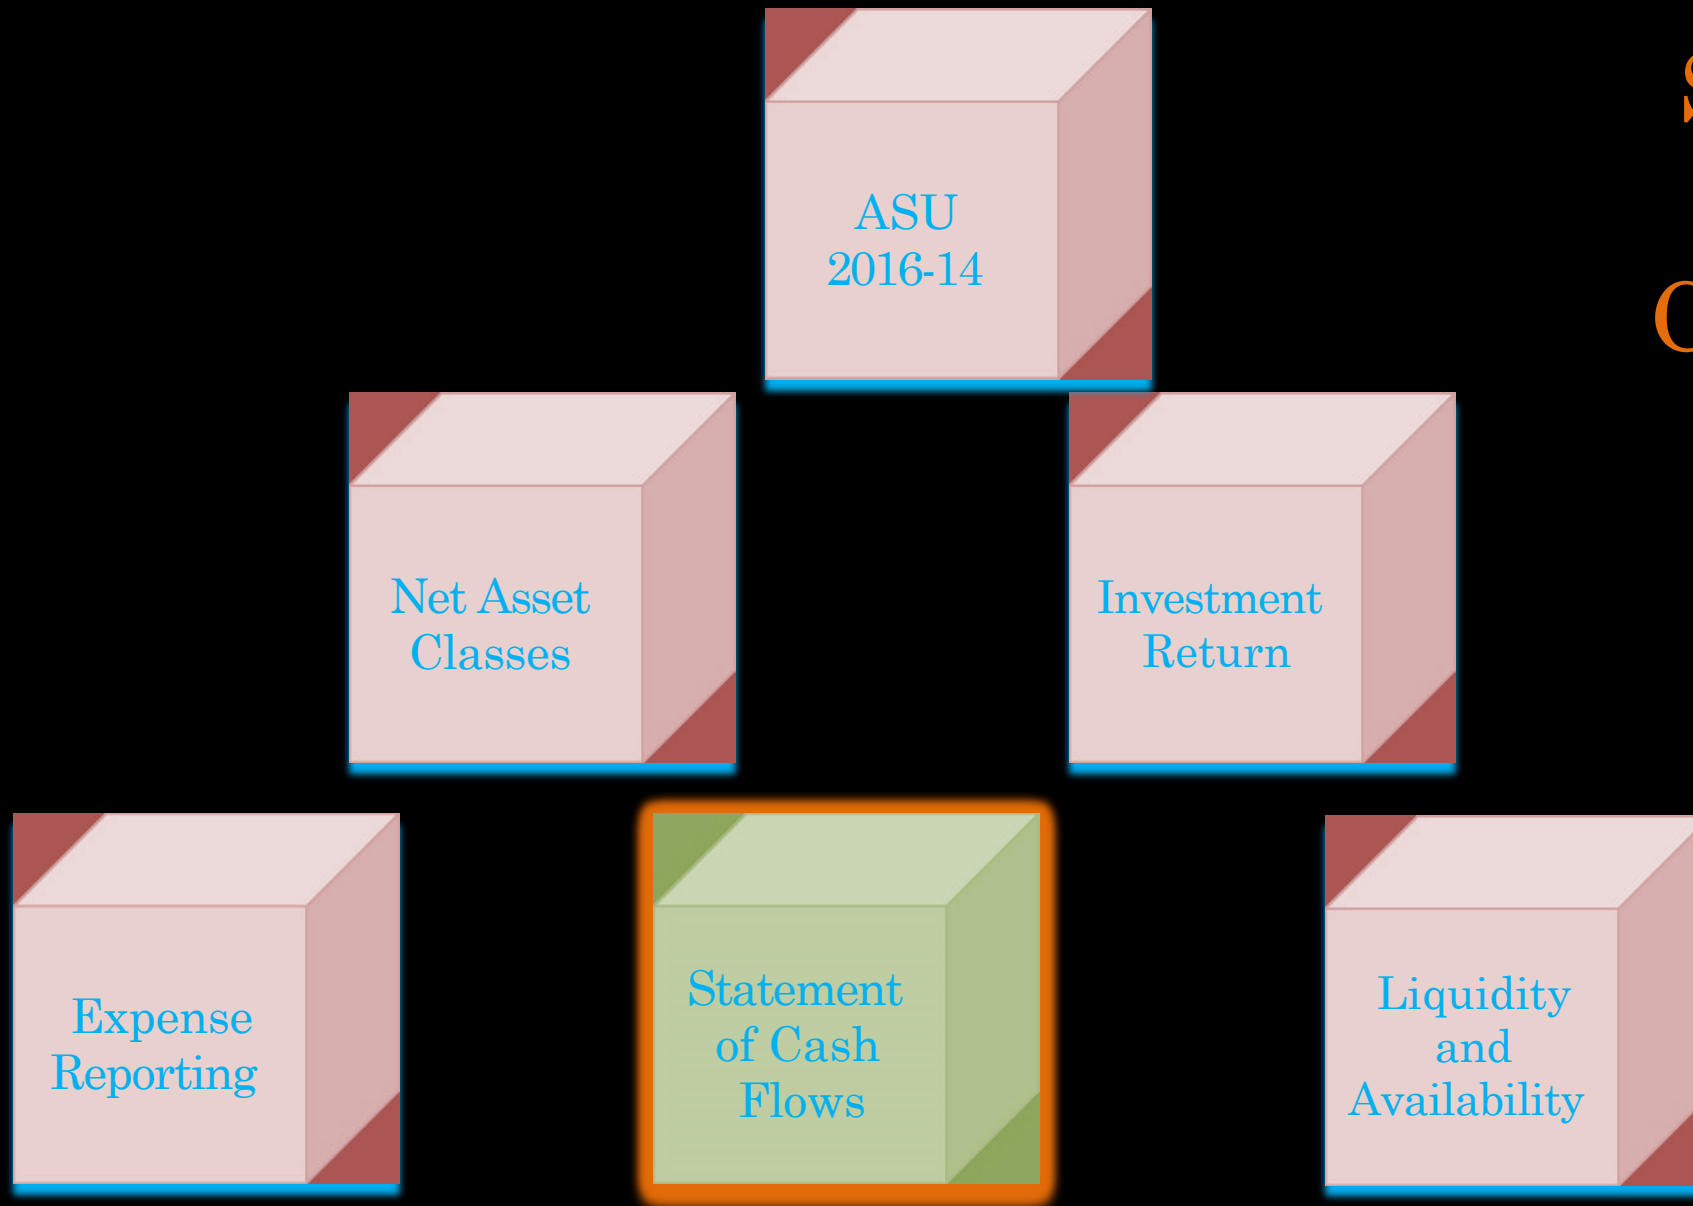 ASU
2016-14
Net Asset
Classes
Investment
Return
Expense
Reporting
Statement
of Cash
Flows
Liquidity
and
Availability